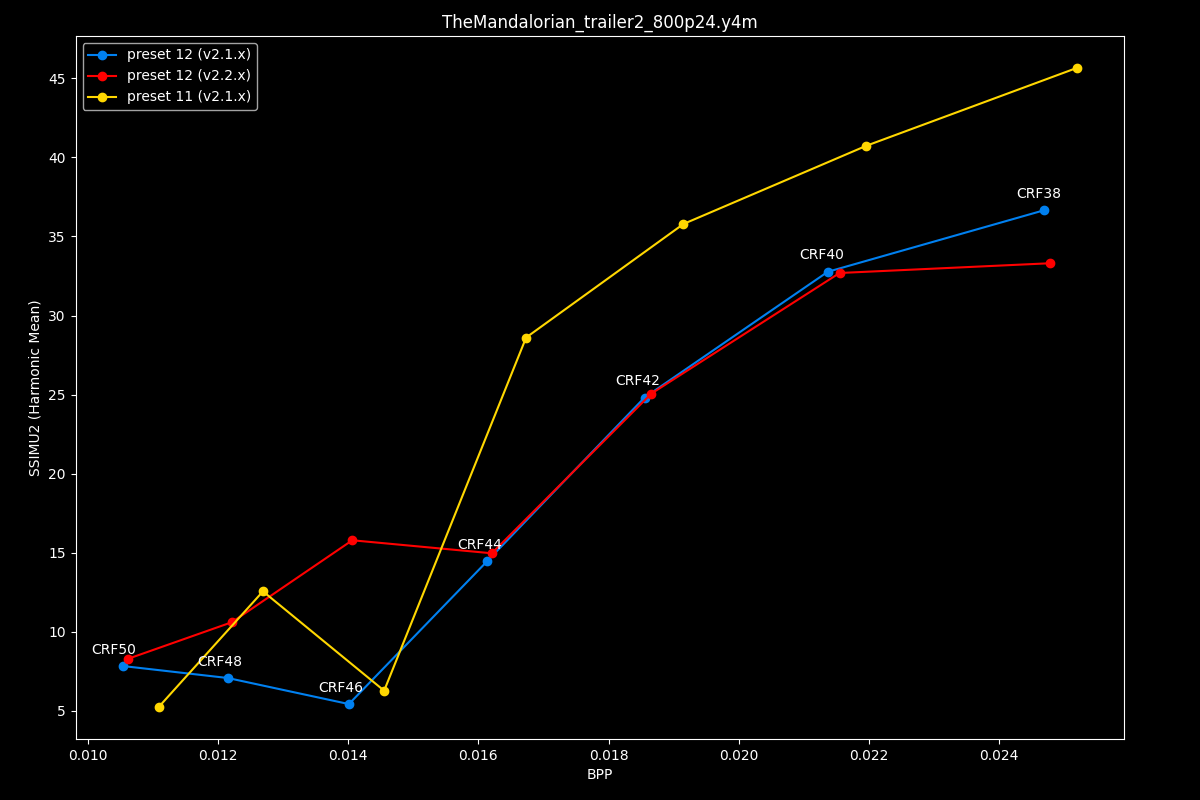 TheMandalorian_trailer2_800p24.y4m
preset 12 (v2.1.x)
preset 12 (v2.2.x)
preset 11 (v2.1.x)
45
40
35
30
25
20
15
10
5
SSIMU2 (Harmonic Mean)
CRF38
CRF40
CRF42
CRF44
CRF50
CRF48
CRF46
0.010
0.012
0.014
0.016
0.018
0.020
0.022
0.024
BPP